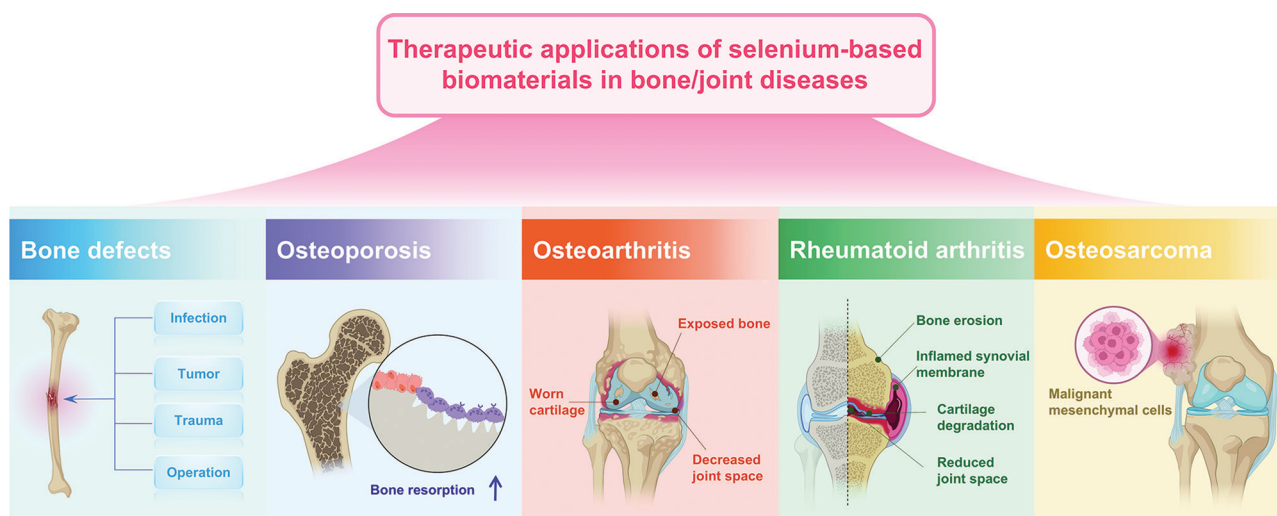 Therapeutic applications of selenium-based
biomaterials in bone/joint diseases
Bone defects
Infection
Tumor
Trauma
Operation
Osteoporosis
Bone resorption
Osteoarthritis
Exposed bone
Worn
cartilage
Decreased
joint space
Rheumatoid arthritis
Bone erosion
Inflamed synovial
membrane
Cartilage
degradation
Reduced
joint space
Osteosarcoma
Malignant
mesenchymal cells